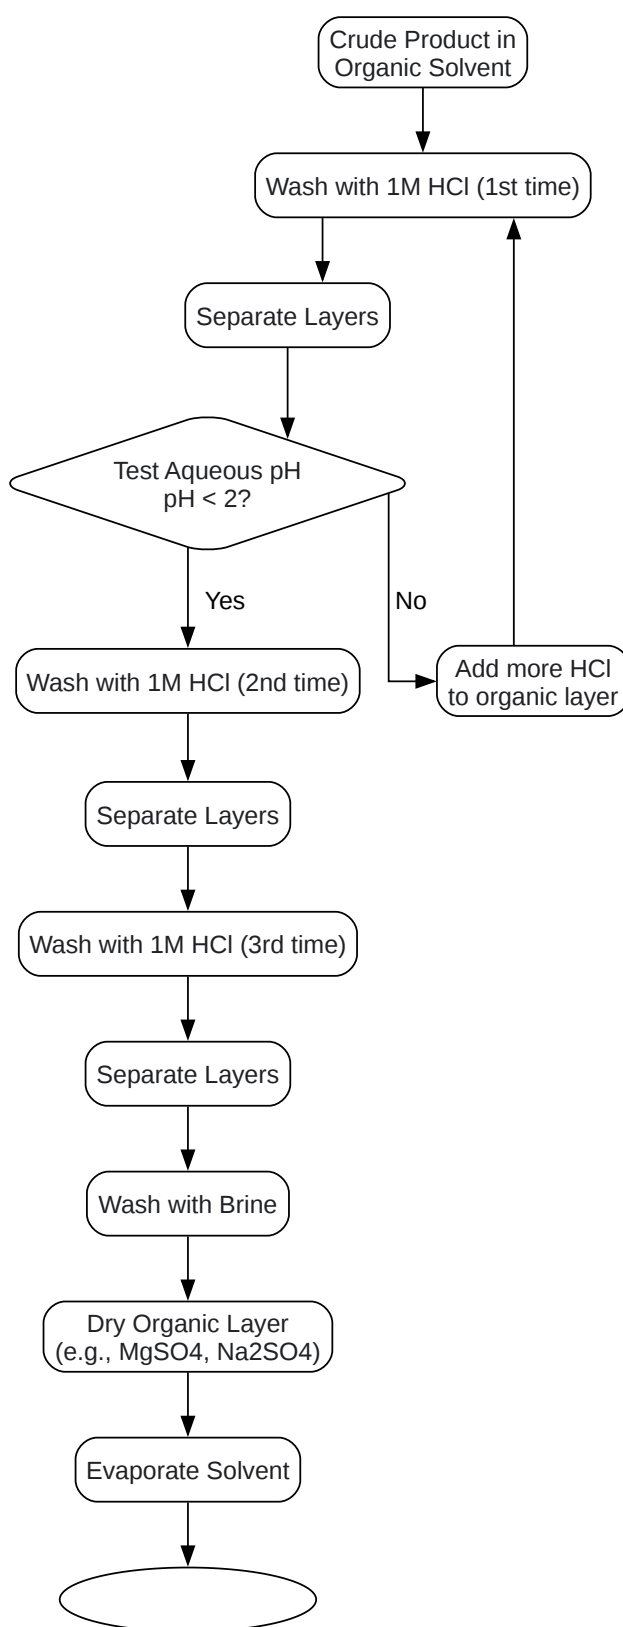 Crude Product in
Organic Solvent
Wash with 1M HCl (1st time)
Separate Layers
Test Aqueous pH
pH < 2?
Yes
No
Wash with 1M HCl (2nd time)
Add more HCl
to organic layer
Separate Layers
Wash with 1M HCl (3rd time)
Separate Layers
Wash with Brine
Dry Organic Layer
(e.g., MgSO4, Na2SO4)
Evaporate Solvent